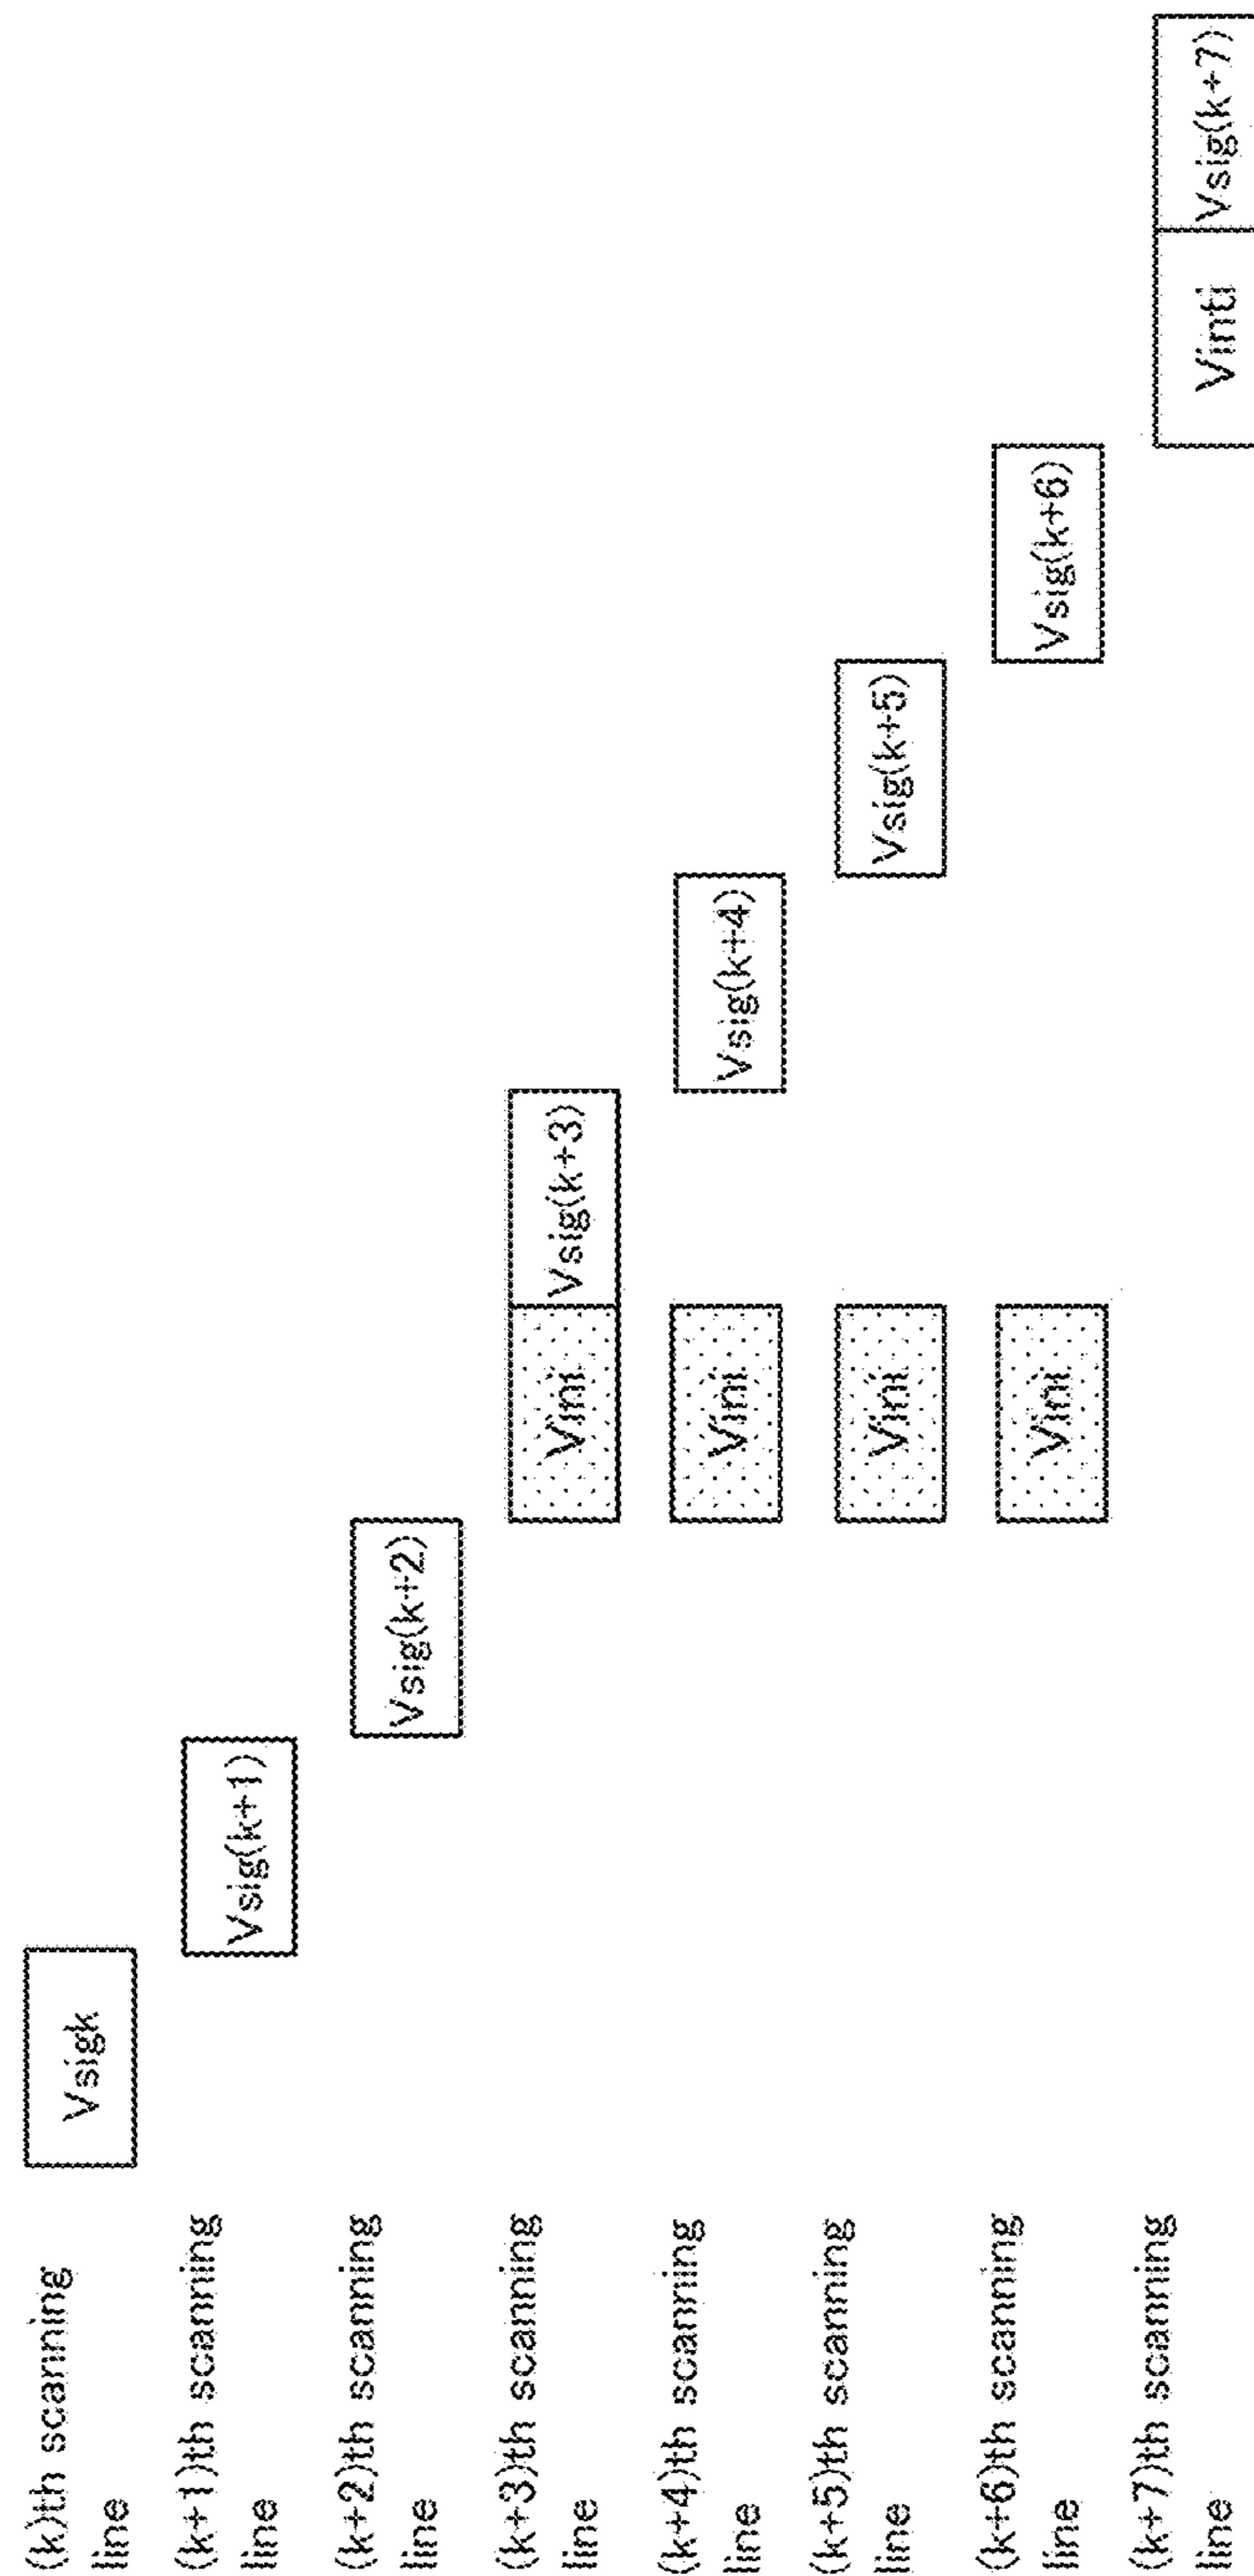 (k)th scanning
line
Vsigk
(k+1)th scanning
line
Vsig(k+1)
(k+2)th scanning
line
Vsig(k+2)
(k+3)th scanning
line
Vini
Vsig(k+3)
(k+4)th scanning
line
Vini
Vsig(k+4)
(k+5)th scanning
line
Vini
Vsig(k+5)
(k+6)th scanning
line
Vini
Vsig(k+6)
(k+7)th scanning
line
Vinti
Vsig(k+7)